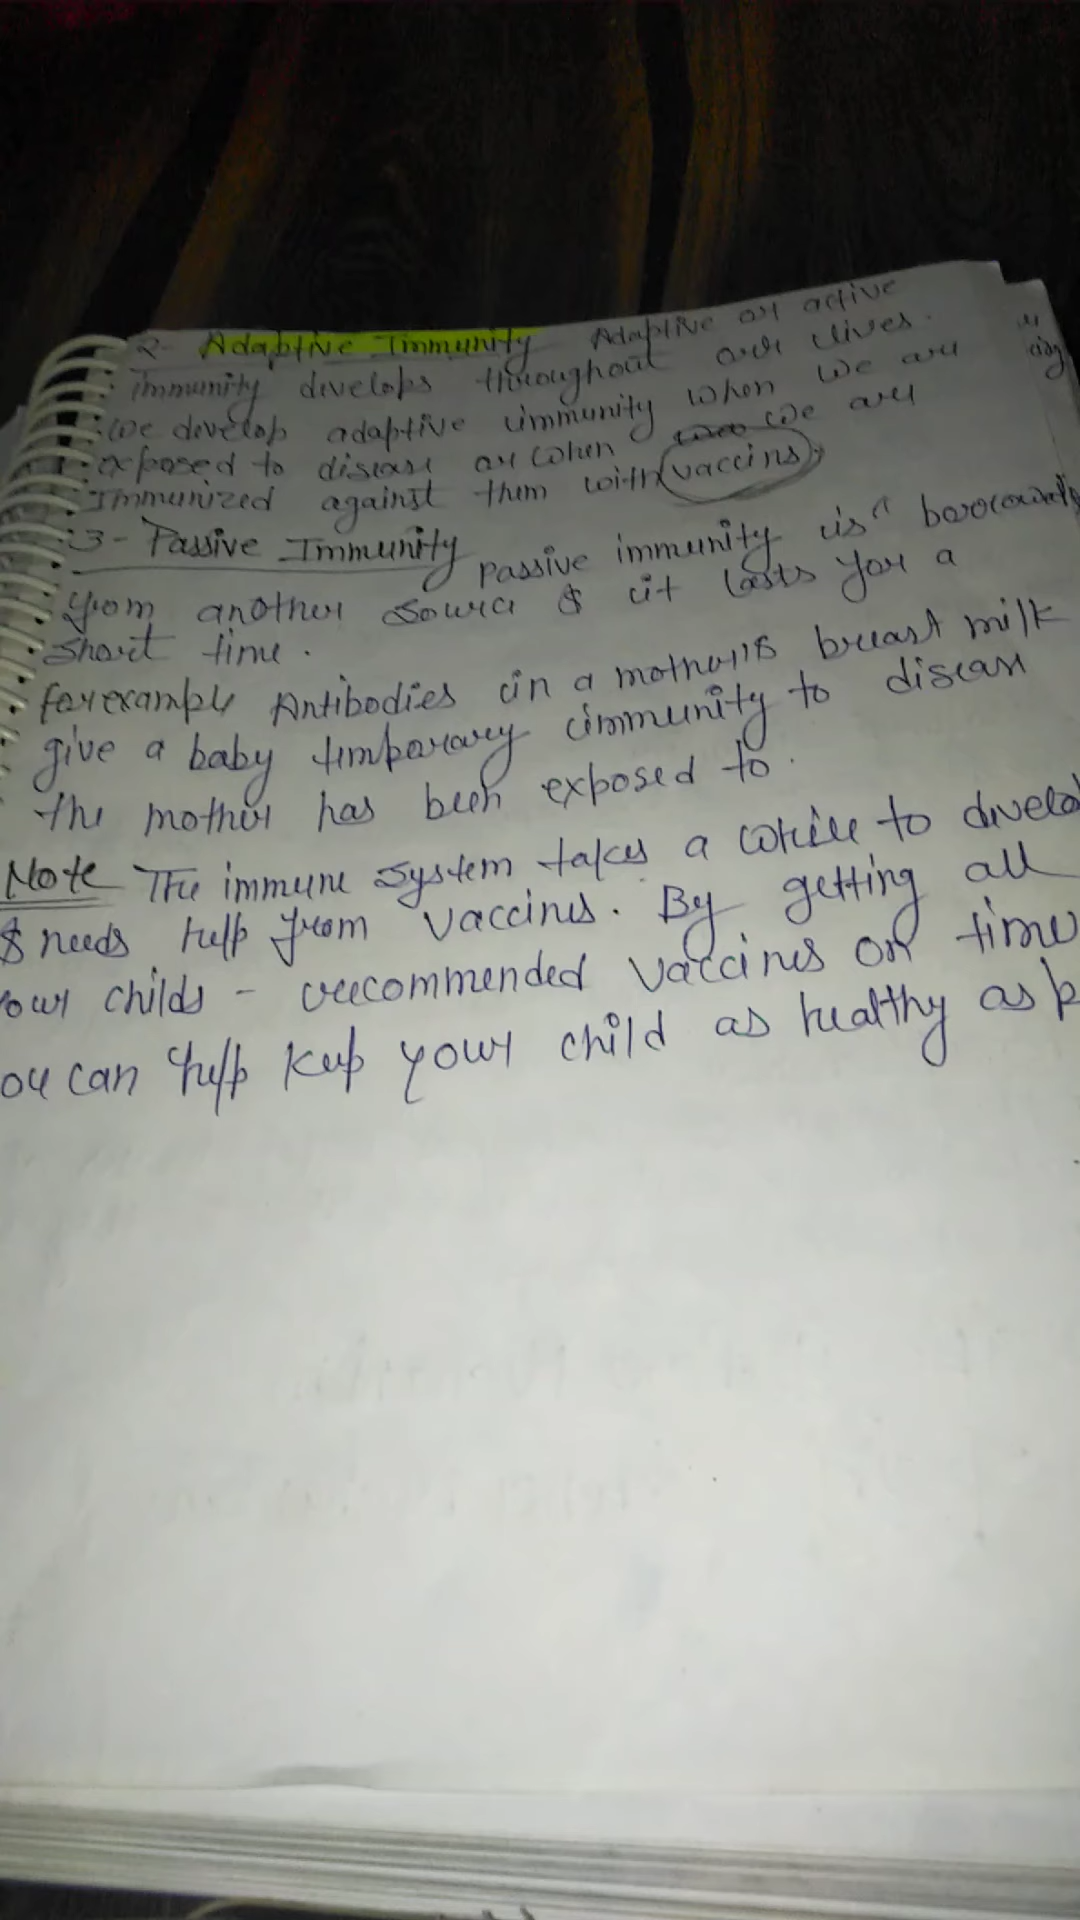 2- Adaptive Immunity Adaptive or active
immunity develops throughout our lives.
we develop adaptive immunity when we are
exposed to disease or when we are
Immunized against them with vaccins,
3- Passive Immunity passive immunity is "borrowed"
from another source & it lasts for a
short time.
for example Antibodies in a mother's breast milk
give a baby temporary immunity to disease
the mother has been exposed to.
Note The immune system takes a while to develop
& needs help from vaccines. By getting all
your childs - recommended vaccines on time
you can help keep your child as healthy as p